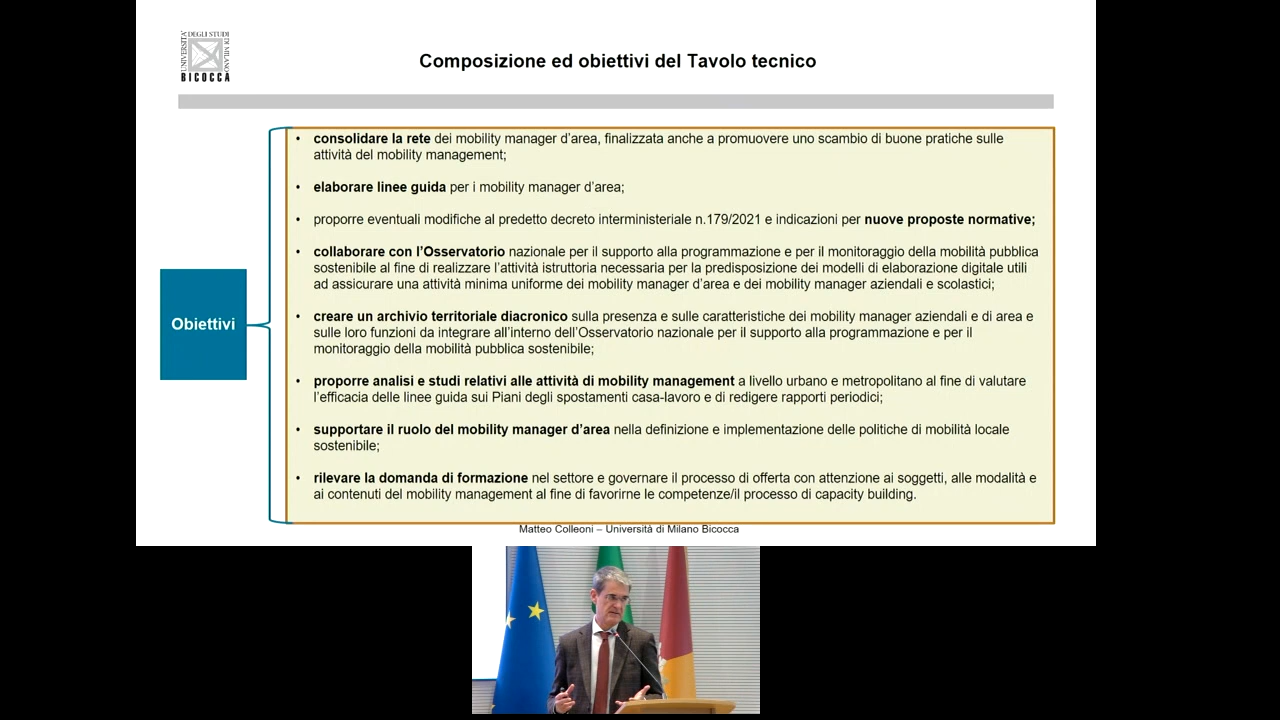 UNIVERSITA'
DEGLI STUDI
DI MILANO
BICOCCA
Composizione ed obiettivi del Tavolo tecnico
Obiettivi
• consolidare la rete dei mobility manager d'area, finalizzata anche a promuovere uno scambio di buone pratiche sulle
attività del mobility management;
• elaborare linee guida per i mobility manager d'area;
• proporre eventuali modifiche al predetto decreto interministeriale n.179/2021 e indicazioni per nuove proposte normative;
• collaborare con l'Osservatorio nazionale per il supporto alla programmazione e per il monitoraggio della mobilità pubblica
sostenibile al fine di realizzare l'attività istruttoria necessaria per la predisposizione dei modelli di elaborazione digitale utili
ad assicurare una attività minima uniforme dei mobility manager d'area e dei mobility manager aziendali e scolastici;
• creare un archivio territoriale diacronico sulla presenza e sulle caratteristiche dei mobility manager aziendali e di area e
sulle loro funzioni da integrare all'interno dell'Osservatorio nazionale per il supporto alla programmazione e per il
monitoraggio della mobilità pubblica sostenibile;
• proporre analisi e studi relativi alle attività di mobility management a livello urbano e metropolitano al fine di valutare
l'efficacia delle linee guida sui Piani degli spostamenti casa-lavoro e di redigere rapporti periodici;
• supportare il ruolo del mobility manager d'area nella definizione e implementazione delle politiche di mobilità locale
sostenibile;
• rilevare la domanda di formazione nel settore e governare il processo di offerta con attenzione ai soggetti, alle modalità e
ai contenuti del mobility management al fine di favorirne le competenze/il processo di capacity building.
Matteo Colleoni – Università di Milano Bicocca